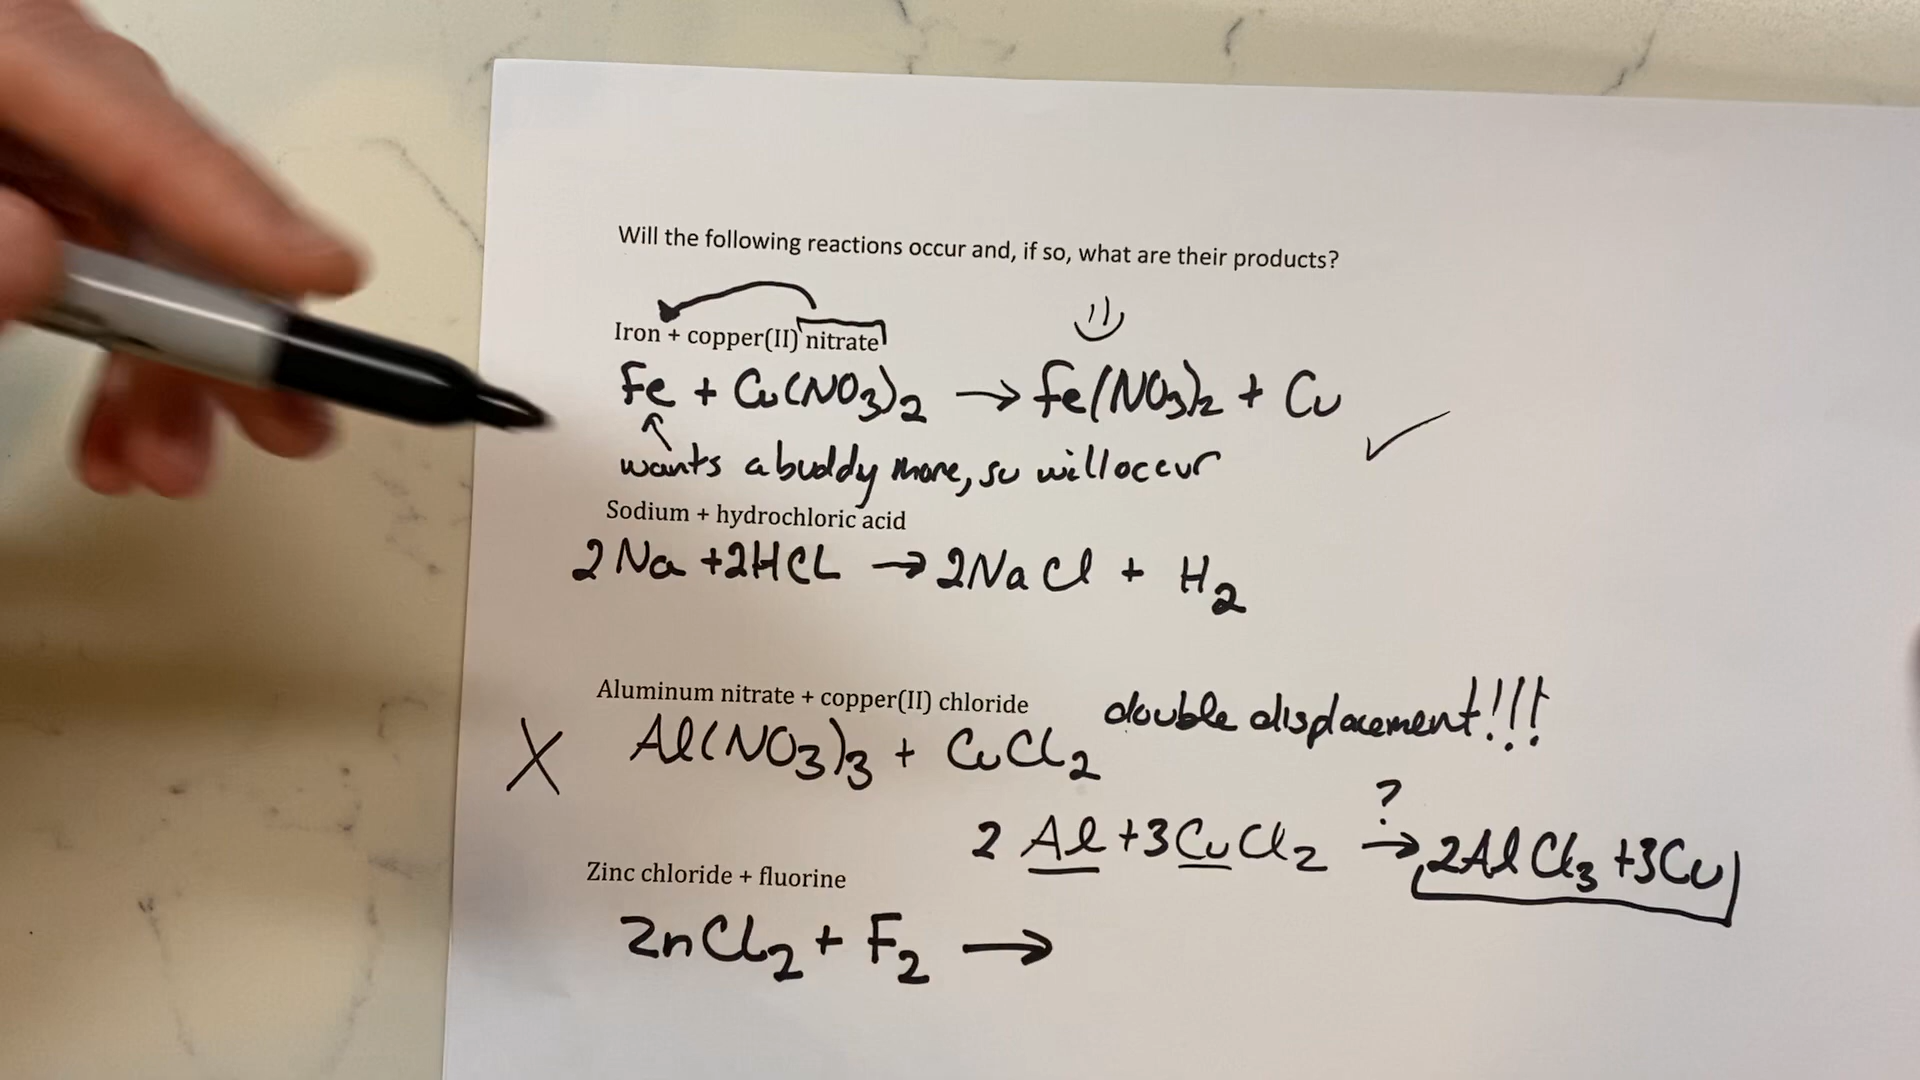 Will the following reactions occur and, if so, what are their products?
Iron + copper(II) nitrate
Fe + Cu(NO3)2 → Fe(NO3)2 + Cu
wants a buddy more, so will occur
Sodium + hydrochloric acid
2Na + 2HCL → 2NaCl + H2
Aluminum nitrate + copper(II) chloride
double displacement!!!
X Al(NO3)3 + CuCl2
?
2 Al + 3CuCl2 → 2AlCl3 + 3Cu
Zinc chloride + fluorine
ZnCl2 + F2 →